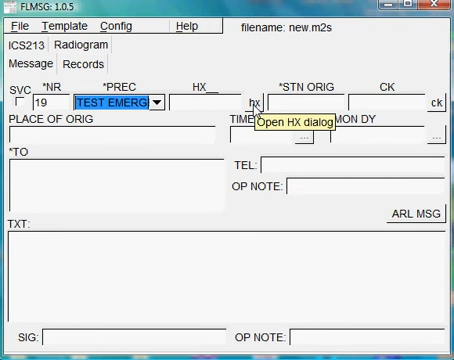 FLMSG: 1.0.5
File Template Config Help filename: new.m2s
ICS213 Radiogram
Message Records
SVC *NR *PREC HX__ *STN ORIG CK
19 TEST EMERG hx ck
Open HX dialog
PLACE OF ORIG TIME MON DY
... ...
*TO
TEL:
OP NOTE:
ARL MSG
TXT:
SIG: OP NOTE: